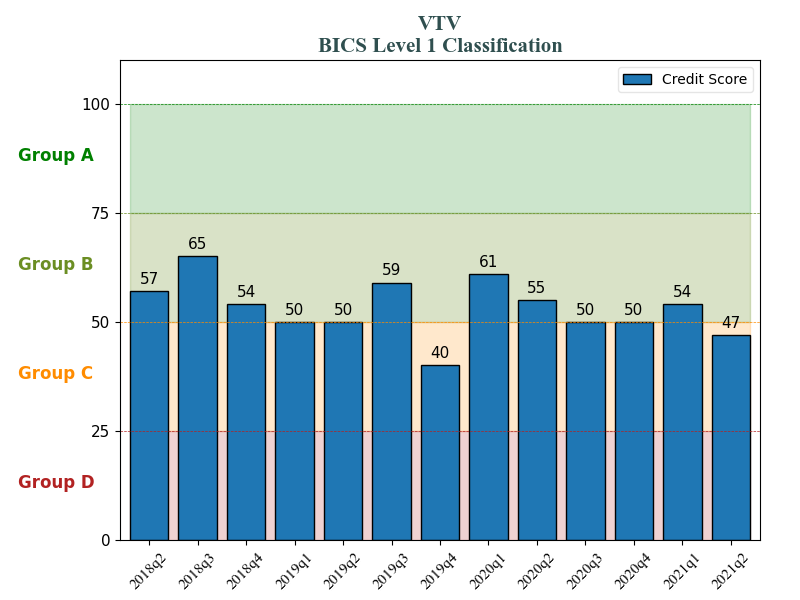 VTV
BICS Level 1 Classification
Credit Score
100
Group A
75
65
Group B
61
59
57
55
54
54
50
50
50
50
50
47
40
Group C
25
Group D
0
2018q2
2018q3
2018q4
2019q1
2019q2
2019q3
2019q4
2020q1
2020q2
2020q3
2020q4
2021q1
2021q2